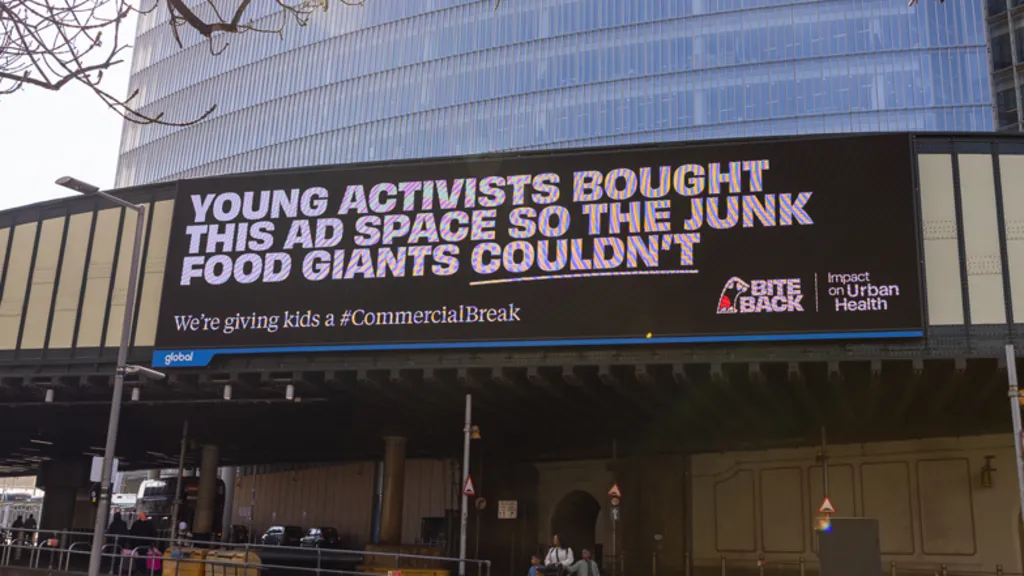 YOUNG ACTIVISTS BOUGHT
THIS AD SPACE SO THE JUNK
FOOD GIANTS COULDN'T
We're giving kids a #CommercialBreak
BITE
BACK
Impact
on Urban
Health
global